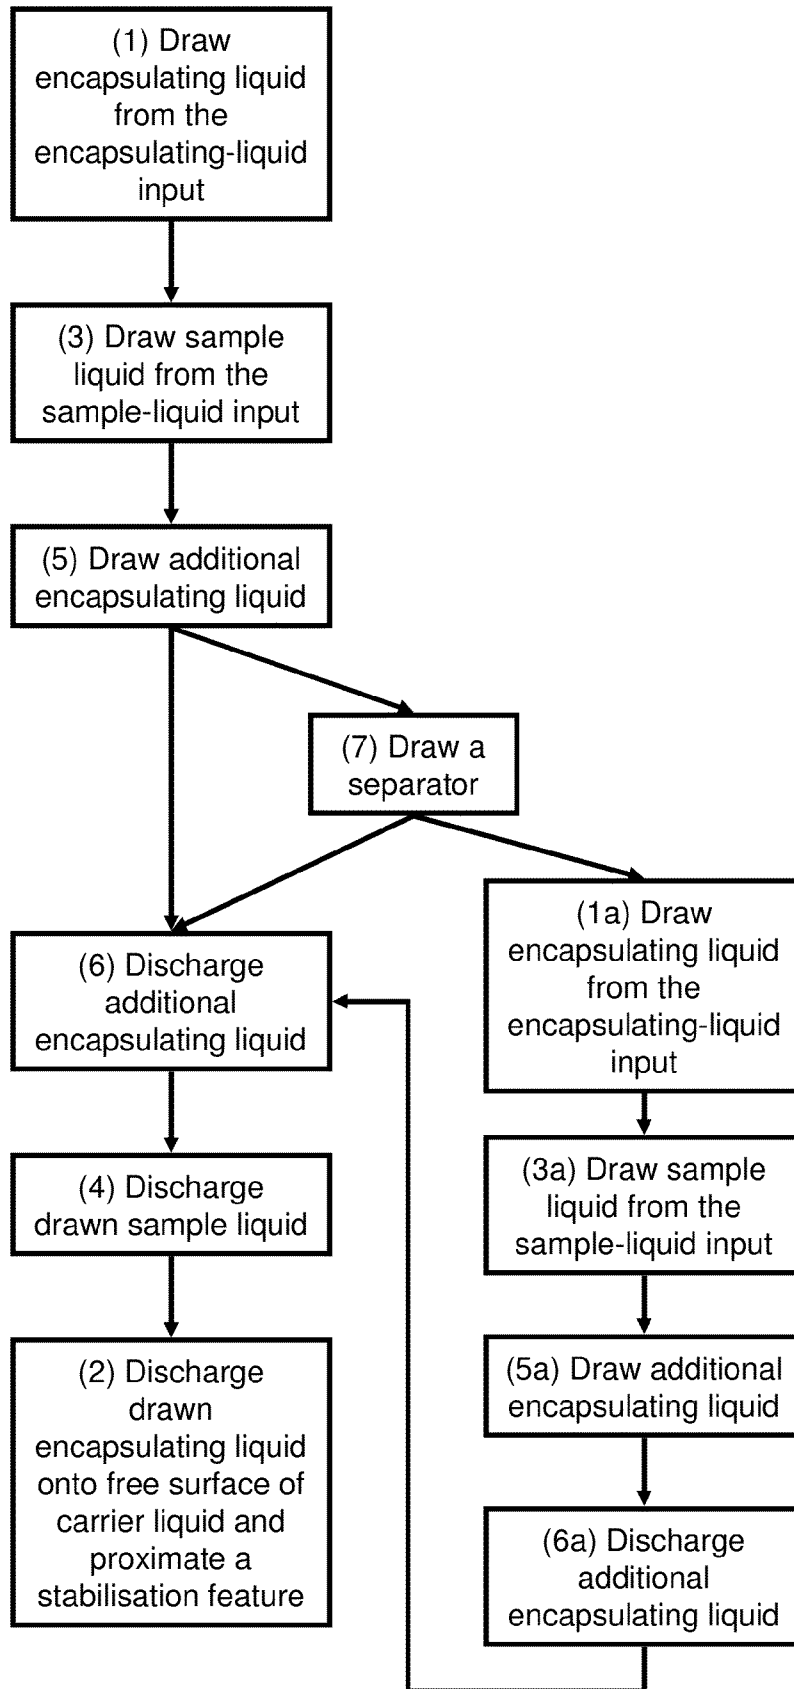 (1) Draw
encapsulating liquid
from the
encapsulating-liquid
input
(3) Draw sample
liquid from the
sample-liquid input
(5) Draw additional
encapsulating liquid
(7) Draw a
separator
(6) Discharge
additional
encapsulating liquid
(4) Discharge
drawn sample liquid
(2) Discharge
drawn
encapsulating liquid
onto free surface of
carrier liquid and
proximate a
stabilisation feature
(1a) Draw
encapsulating liquid
from the
encapsulating-liquid
input
(3a) Draw sample
liquid from the
sample-liquid input
(5a) Draw additional
encapsulating liquid
(6a) Discharge
additional
encapsulating liquid